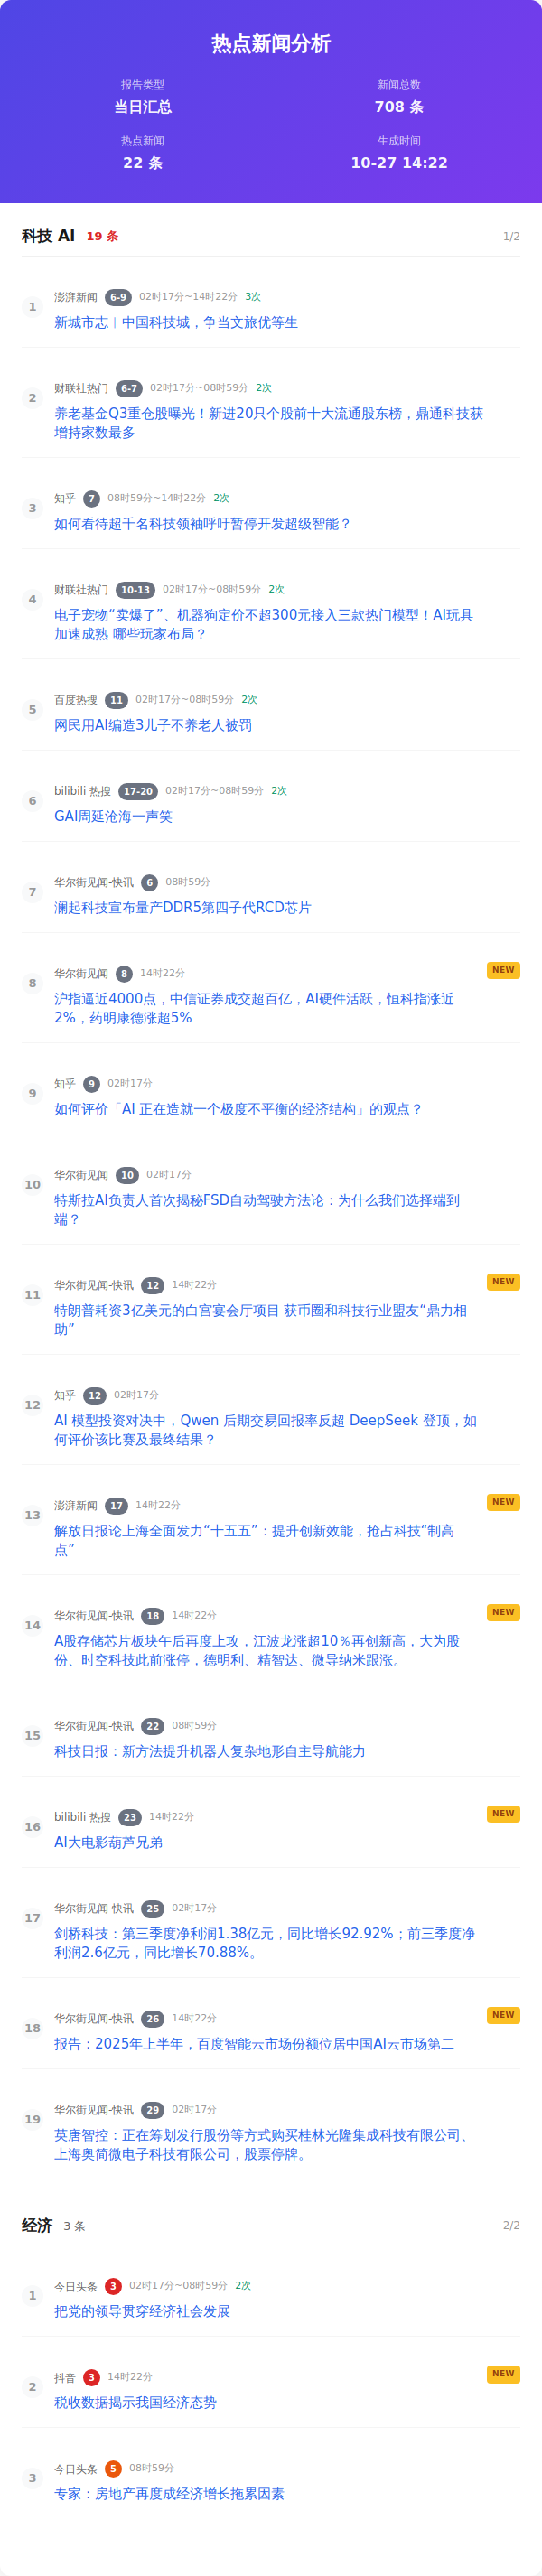 热点新闻分析
报告类型
当日汇总
新闻总数
708 条
热点新闻
22 条
生成时间
10-27 14:22
科技 AI 19 条 1/2
1
澎湃新闻 6-9 02时17分~14时22分 3次
新城市志｜中国科技城，争当文旅优等生
2
财联社热门 6-7 02时17分~08时59分 2次
养老基金Q3重仓股曝光！新进20只个股前十大流通股东榜，鼎通科技获
增持家数最多
3
知乎 7 08时59分~14时22分 2次
如何看待超千名科技领袖呼吁暂停开发超级智能？
4
财联社热门 10-13 02时17分~08时59分 2次
电子宠物“卖爆了”、机器狗定价不超300元接入三款热门模型！AI玩具
加速成熟 哪些玩家布局？
5
百度热搜 11 02时17分~08时59分 2次
网民用AI编造3儿子不养老人被罚
6
bilibili 热搜 17-20 02时17分~08时59分 2次
GAI周延沧海一声笑
7
华尔街见闻-快讯 6 08时59分
澜起科技宣布量产DDR5第四子代RCD芯片
8
华尔街见闻 8 14时22分 NEW
沪指逼近4000点，中信证券成交超百亿，AI硬件活跃，恒科指涨近
2%，药明康德涨超5%
9
知乎 9 02时17分
如何评价「AI 正在造就一个极度不平衡的经济结构」的观点？
10
华尔街见闻 10 02时17分
特斯拉AI负责人首次揭秘FSD自动驾驶方法论：为什么我们选择端到
端？
11
华尔街见闻-快讯 12 14时22分 NEW
特朗普耗资3亿美元的白宫宴会厅项目 获币圈和科技行业盟友“鼎力相
助”
12
知乎 12 02时17分
AI 模型投资对决中，Qwen 后期交易回报率反超 DeepSeek 登顶，如
何评价该比赛及最终结果？
13
澎湃新闻 17 14时22分 NEW
解放日报论上海全面发力“十五五”：提升创新效能，抢占科技“制高
点”
14
华尔街见闻-快讯 18 14时22分 NEW
A股存储芯片板块午后再度上攻，江波龙涨超10％再创新高，大为股
份、时空科技此前涨停，德明利、精智达、微导纳米跟涨。
15
华尔街见闻-快讯 22 08时59分
科技日报：新方法提升机器人复杂地形自主导航能力
16
bilibili 热搜 23 14时22分 NEW
AI大电影葫芦兄弟
17
华尔街见闻-快讯 25 02时17分
剑桥科技：第三季度净利润1.38亿元，同比增长92.92%；前三季度净
利润2.6亿元，同比增长70.88%。
18
华尔街见闻-快讯 26 14时22分 NEW
报告：2025年上半年，百度智能云市场份额位居中国AI云市场第二
19
华尔街见闻-快讯 29 02时17分
英唐智控：正在筹划发行股份等方式购买桂林光隆集成科技有限公司、
上海奥简微电子科技有限公司，股票停牌。
经济 3 条 2/2
1
今日头条 3 02时17分~08时59分 2次
把党的领导贯穿经济社会发展
2
抖音 3 14时22分 NEW
税收数据揭示我国经济态势
3
今日头条 5 08时59分
专家：房地产再度成经济增长拖累因素